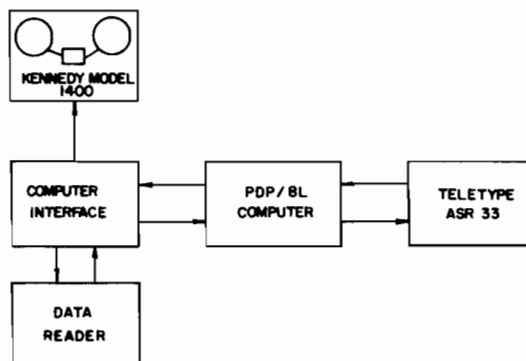 KENNEDY MODEL
1400
COMPUTER
INTERFACE
PDP/8L
COMPUTER
TELETYPE
ASR 33
DATA
READER